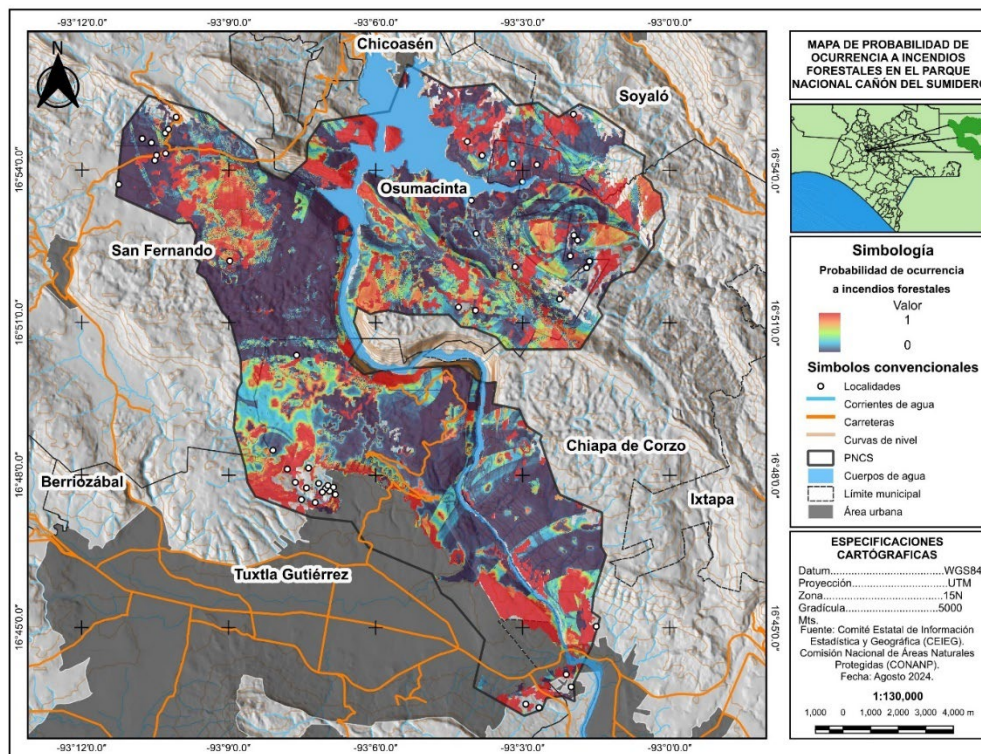 -93°12'0.0"
-93°9'0.0"
-93°6'0.0"
-93°3'0.0"
-93°0'0.0"
N
Chicoasén
Soyaló
Osumacinta
San Fernando
Chiapa de Corzo
Berriozábal
Ixtapa
Tuxtla Gutiérrez
16°54'0.0"
16°51'0.0"
16°48'0.0"
16°45'0.0"
16°54'0.0"
16°51'0.0"
16°48'0.0"
16°45'0.0"
-93°12'0.0"
-93°9'0.0"
-93°6'0.0"
-93°3'0.0"
-93°0'0.0"
MAPA DE PROBABILIDAD DE
OCURRENCIA A INCENDIOS
FORESTALES EN EL PARQUE
NACIONAL CAÑÓN DEL SUMIDERO
Simbología
Probabilidad de ocurrencia
a incendios forestales
Valor
1
0
Simbolos convencionales
Localidades
Corrientes de agua
Carreteras
Curvas de nivel
PNCS
Cuerpos de agua
Límite municipal
Área urbana
ESPECIFICACIONES
CARTÓGRAFICAS
Datum..............................WGS84
Proyección..........................UTM
Zona...................................15N
Gradícula..........................5000
Mts.
Fuente: Comité Estatal de Información
Estadística y Geográfica (CEIEG).
Comisión Nacional de Áreas Naturales
Protegidas (CONANP).
Fecha: Agosto 2024.
1:130,000
1,000 0 1,000 2,000 3,000 4,000 m